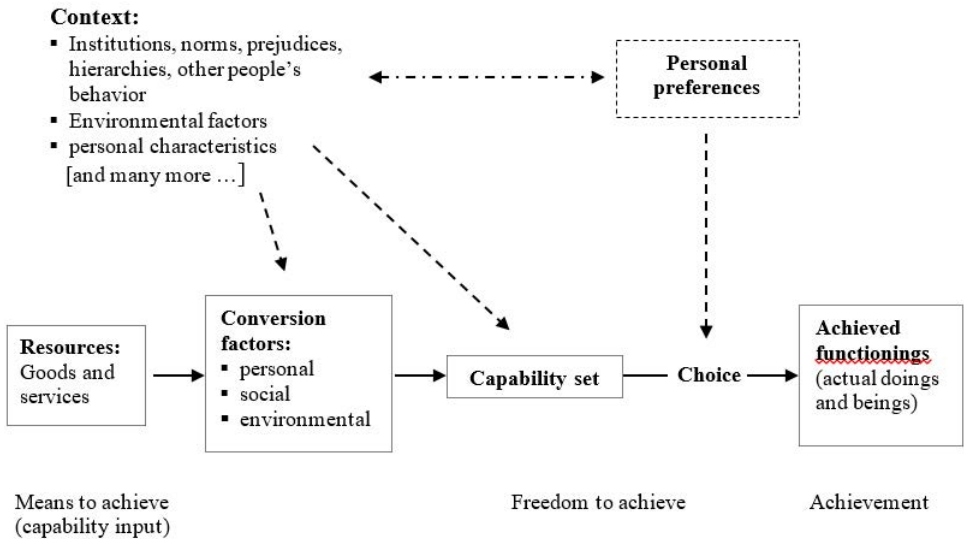 Context:
▪ Institutions, norms, prejudices,
hierarchies, other people's
behavior
▪ Environmental factors
▪ personal characteristics
[and many more …]
Personal
preferences
Resources:
Goods and
services
Conversion
factors:
▪ personal
▪ social
▪ environmental
Capability set
Choice
Achieved
functionings
(actual doings
and beings)
Means to achieve
(capability input)
Freedom to achieve
Achievement